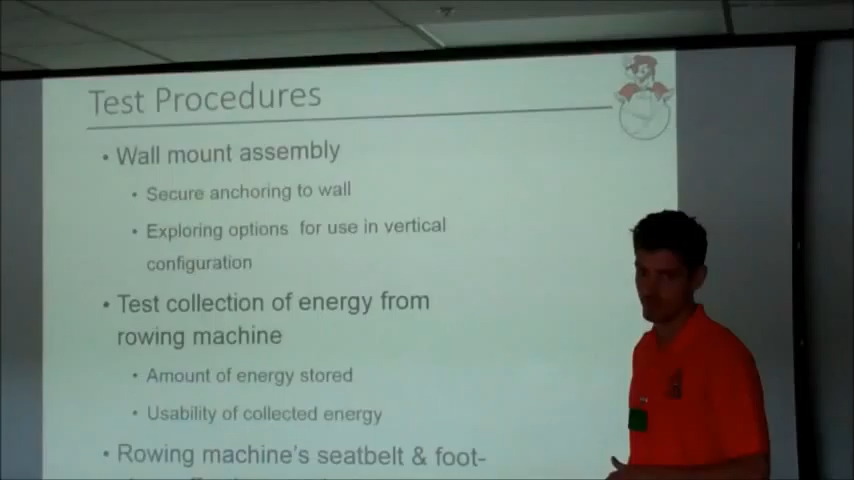 Test Procedures
• Wall mount assembly
• Secure anchoring to wall
• Exploring options for use in vertical
configuration
• Test collection of energy from
rowing machine
• Amount of energy stored
• Usability of collected energy
• Rowing machine's seatbelt & foot-